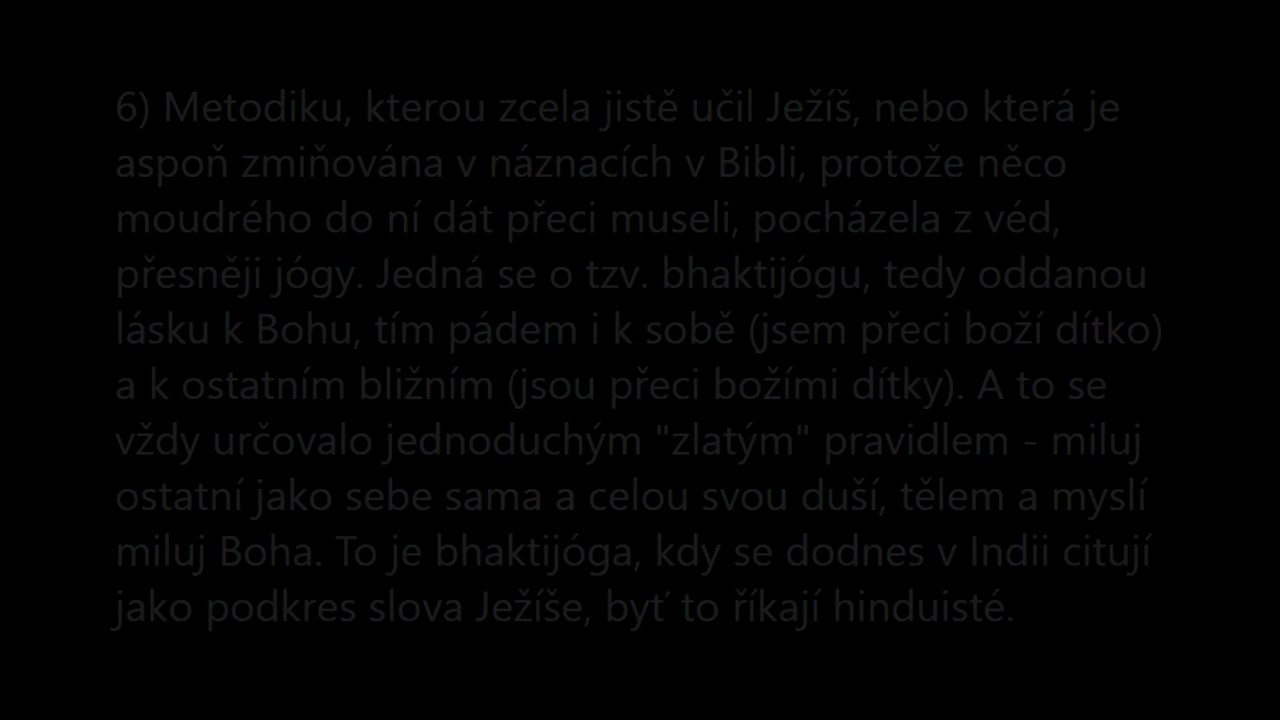 6) Metodiku, kterou zcela jistě učil Ježíš, nebo která je
aspoň zmiňována v náznacích v Bibli, protože něco
moudrého do ní dát přeci museli, pocházela z véd,
přesněji jógy. Jedná se o tzv. bhaktijógu, tedy oddanou
lásku k Bohu, tím pádem i k sobě (jsem přeci boží dítko)
a k ostatním bližním (jsou přeci božími dítky). A to se
vždy určovalo jednoduchým "zlatým" pravidlem - miluj
ostatní jako sebe sama a celou svou duší, tělem a myslí
miluj Boha. To je bhaktijóga, kdy se dodnes v Indii citují
jako podkres slova Ježíše, byť to říkají hinduisté.